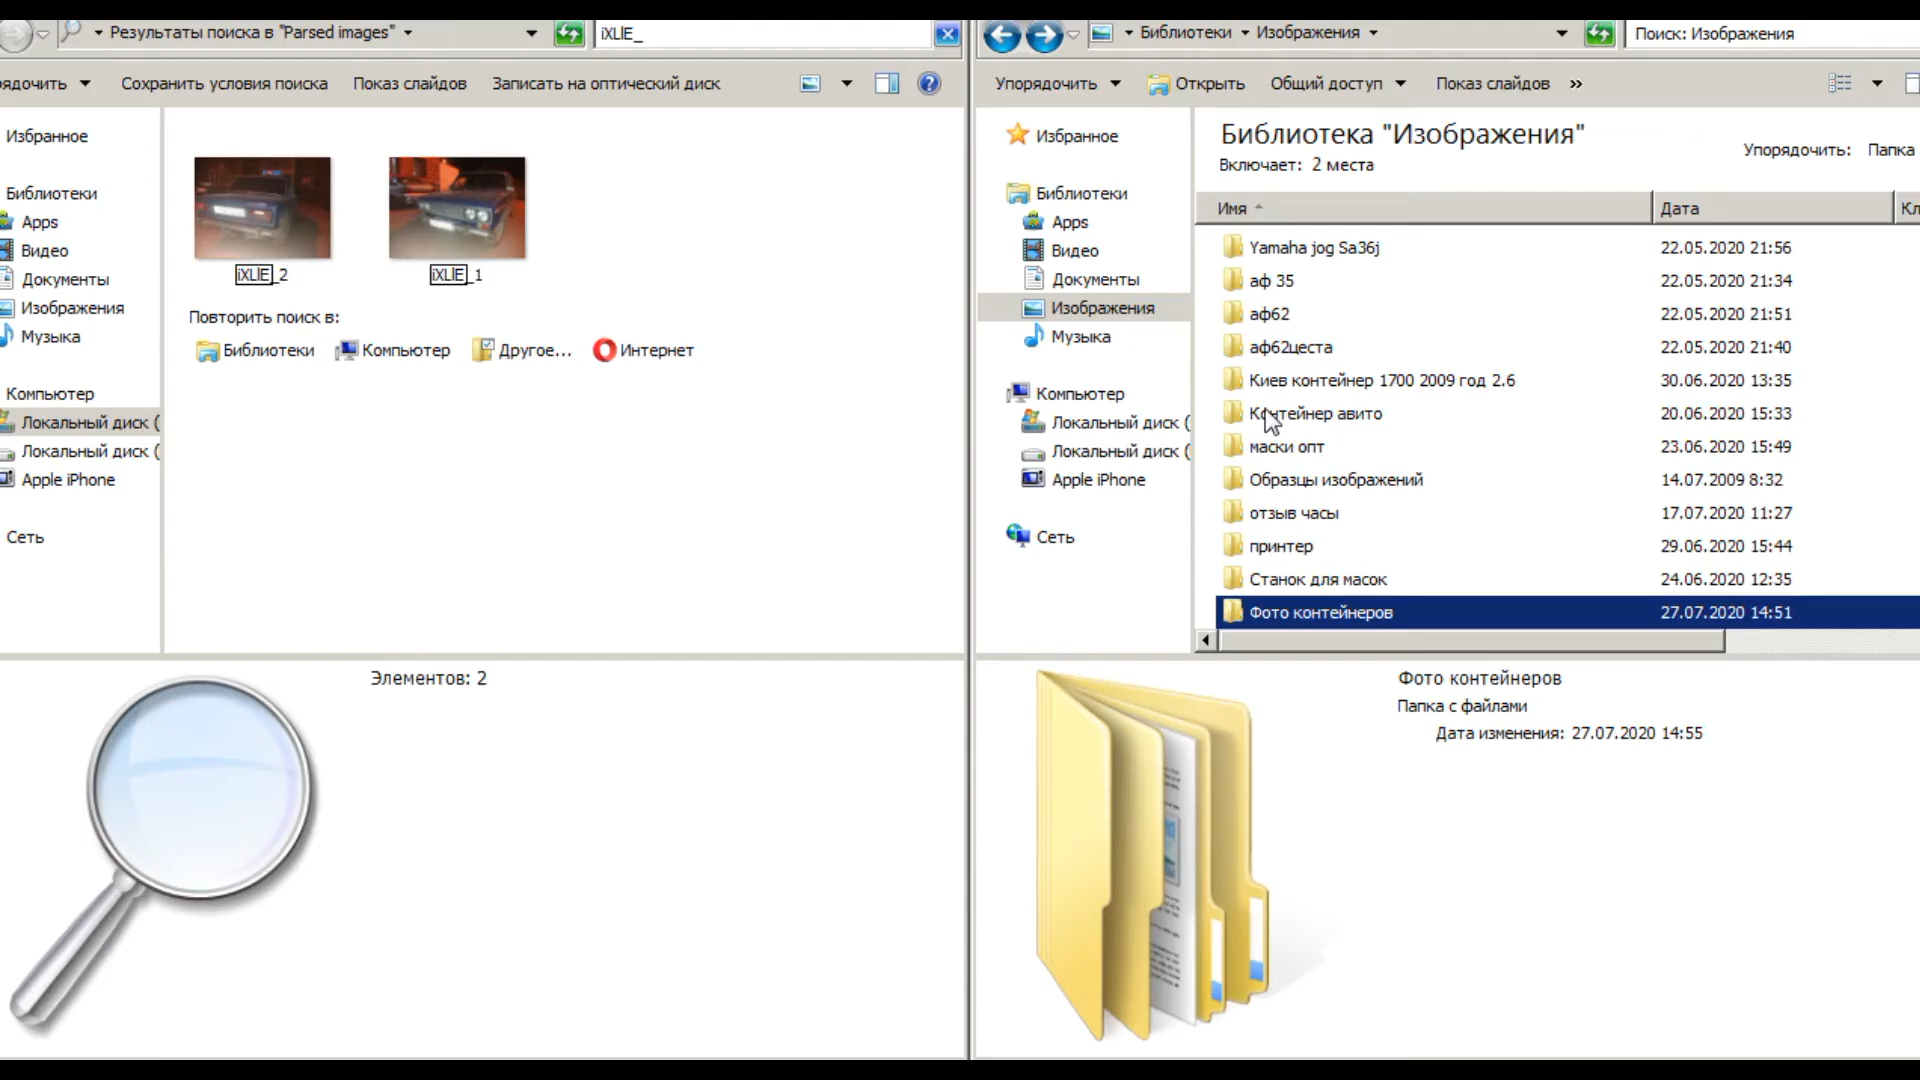 Результаты поиска в "Parsed images"
iXLlE_
ядочить
Сохранить условия поиска
Показ слайдов
Записать на оптический диск
Избранное
Библиотеки
Apps
Видео
Документы
Изображения
Музыка
Компьютер
Локальный диск (
Локальный диск (
Apple iPhone
Сеть
iXLlE_2
iXLlE_1
Повторить поиск в:
Библиотеки
Компьютер
Другое...
Интернет
Элементов: 2
Библиотеки
Изображения
Поиск: Изображения
Упорядочить
Открыть
Общий доступ
Показ слайдов
»
Избранное
Библиотеки
Apps
Видео
Документы
Изображения
Музыка
Компьютер
Локальный диск (
Локальный диск (
Apple iPhone
Сеть
Библиотека "Изображения"
Включает: 2 места
Упорядочить: Папка
Имя Дата Кл
Yamaha jog Sa36j 22.05.2020 21:56
аф 35 22.05.2020 21:34
аф62 22.05.2020 21:51
аф62цеста 22.05.2020 21:40
Киев контейнер 1700 2009 год 2.6 30.06.2020 13:35
Контейнер авито 20.06.2020 15:33
маски опт 23.06.2020 15:49
Образцы изображений 14.07.2009 8:32
отзыв часы 17.07.2020 11:27
принтер 29.06.2020 15:44
Станок для масок 24.06.2020 12:35
Фото контейнеров 27.07.2020 14:51
Фото контейнеров
Папка с файлами
Дата изменения: 27.07.2020 14:55